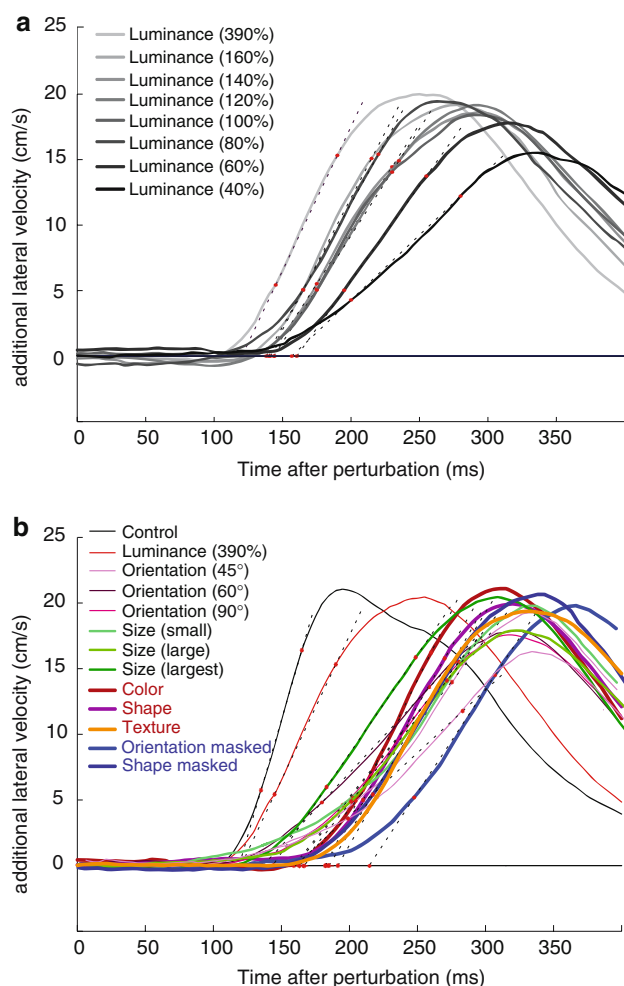 a
Luminance (390%)
Luminance (160%)
Luminance (140%)
Luminance (120%)
Luminance (100%)
Luminance (80%)
Luminance (60%)
Luminance (40%)
additional lateral velocity (cm/s)
25
20
15
10
5
0
0 50 100 150 200 250 300 350
Time after perturbation (ms)
b
Control
Luminance (390%)
Orientation (45°)
Orientation (60°)
Orientation (90°)
Size (small)
Size (large)
Size (largest)
Color
Shape
Texture
Orientation masked
Shape masked
additional lateral velocity (cm/s)
25
20
15
10
5
0
0 50 100 150 200 250 300 350
Time after perturbation (ms)